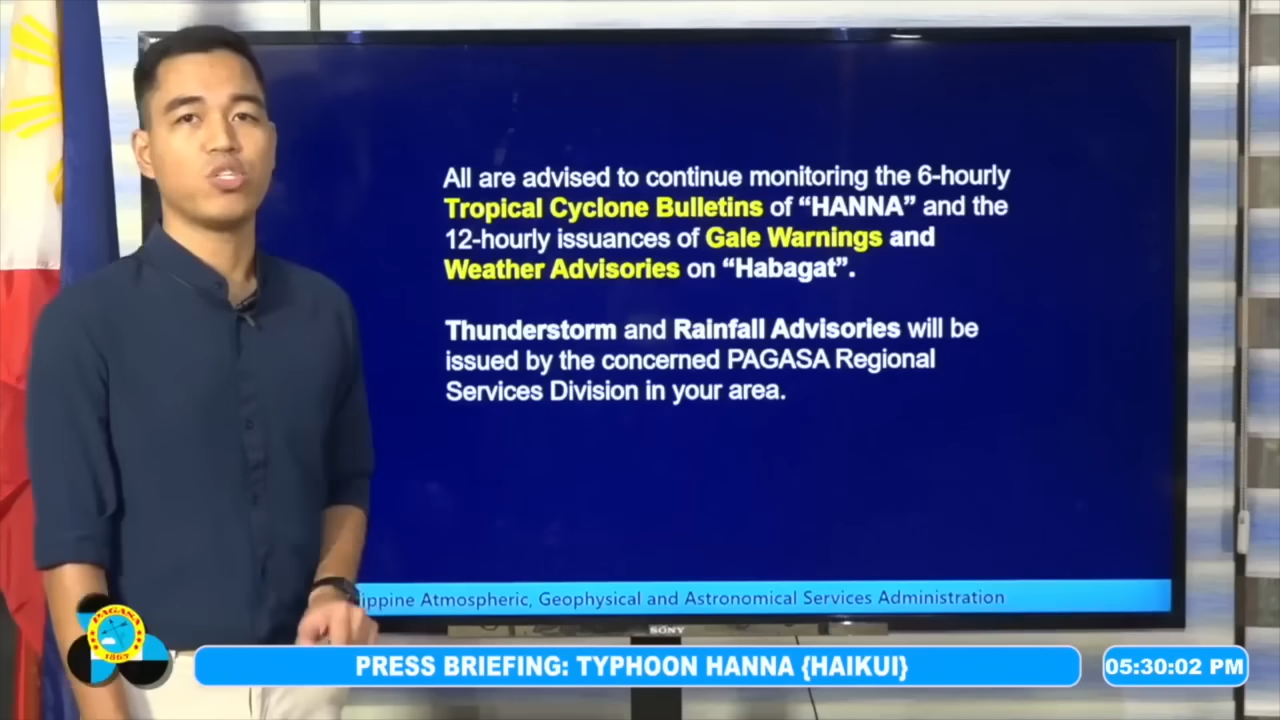 All are advised to continue monitoring the 6-hourly
Tropical Cyclone Bulletins of “HANNA” and the
12-hourly issuances of Gale Warnings and
Weather Advisories on “Habagat”.
Thunderstorm and Rainfall Advisories will be
issued by the concerned PAGASA Regional
Services Division in your area.
ippine Atmospheric, Geophysical and Astronomical Services Administration
SONY
PAGASA
1865
PRESS BRIEFING: TYPHOON HANNA {HAIKUI}
05:30:02 PM